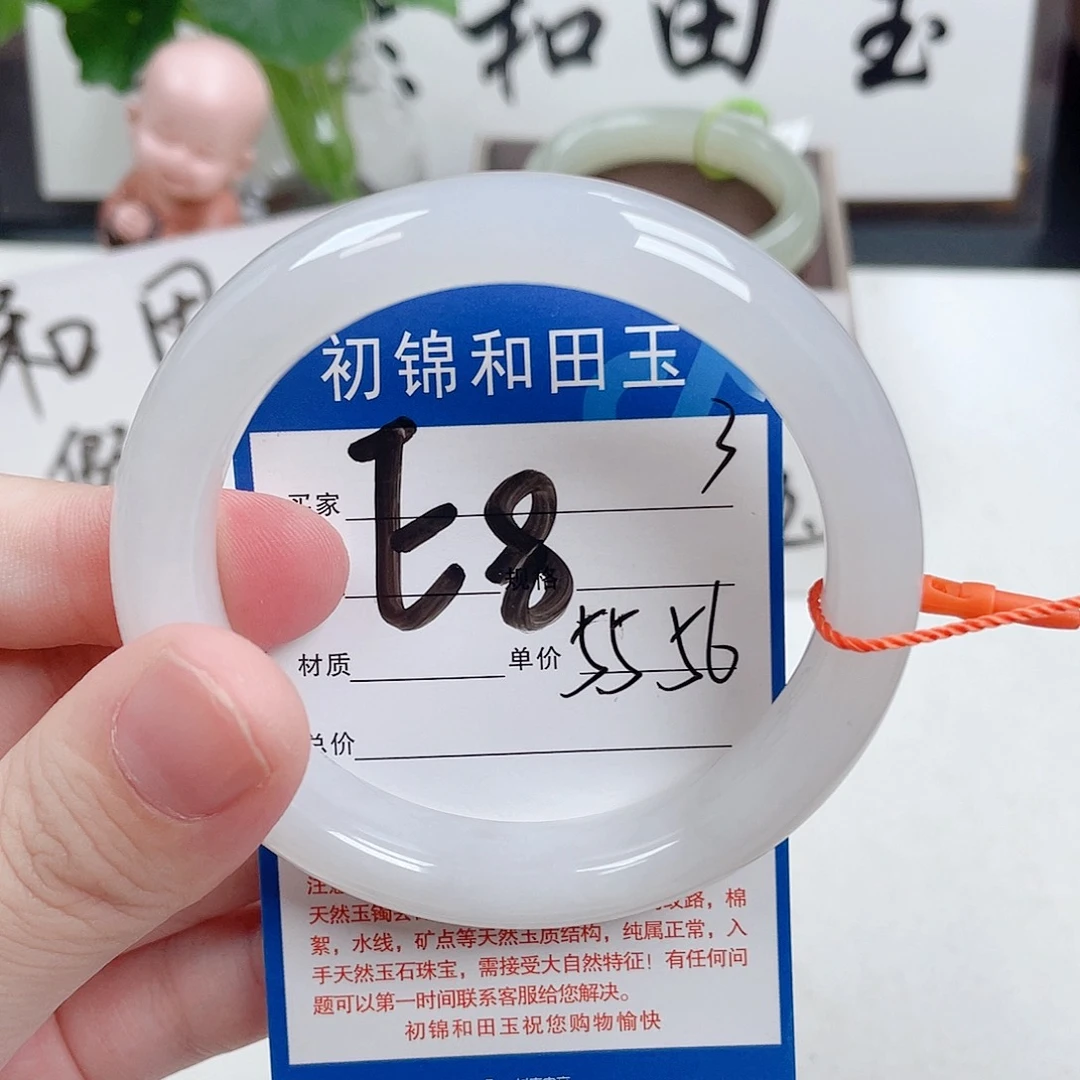 和田玉
和田
初锦和田玉
3
买家
E8
规格
55 56
材质 单价
总价
天然玉镯
纹路，棉
絮，水线，矿点等天然玉质结构，纯属正常，入
手天然玉石珠宝，需接受大自然特征！有任何问
题可以第一时间联系客服给您解决。
初锦和田玉祝您购物愉快